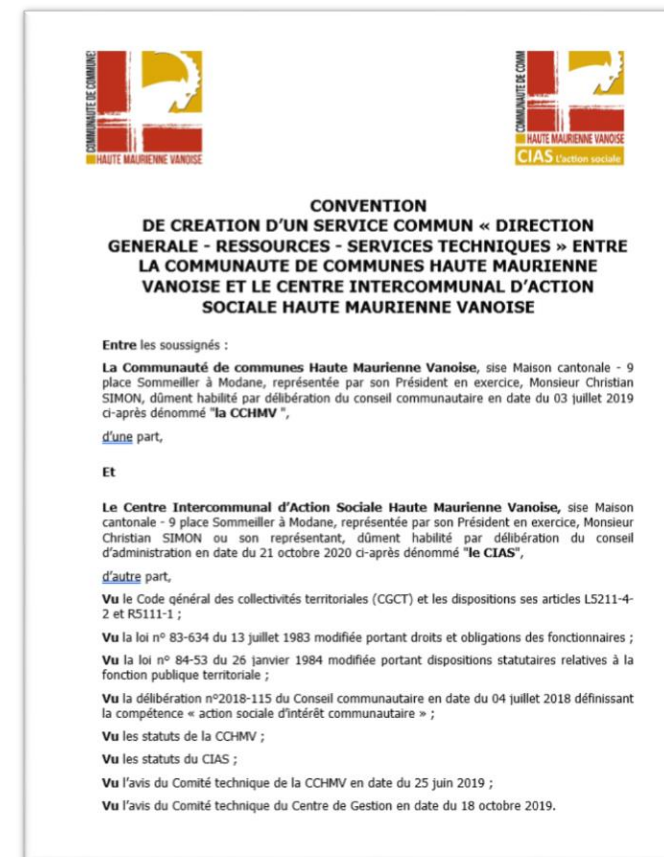 COMMUNAUTÉ DE COMMUNES
HAUTE MAURIENNE VANOISE
COMMUNAUTÉ DE COMMUNES
HAUTE MAURIENNE VANOISE
CIAS L'action sociale
CONVENTION
DE CREATION D'UN SERVICE COMMUN « DIRECTION
GENERALE - RESSOURCES - SERVICES TECHNIQUES » ENTRE
LA COMMUNAUTE DE COMMUNES HAUTE MAURIENNE
VANOISE ET LE CENTRE INTERCOMMUNAL D'ACTION
SOCIALE HAUTE MAURIENNE VANOISE
Entre les soussignés :
La Communauté de communes Haute Maurienne Vanoise, sise Maison cantonale - 9
place Sommeiller à Modane, représentée par son Président en exercice, Monsieur Christian
SIMON, dûment habilité par délibération du conseil communautaire en date du 03 juillet 2019
ci-après dénommé "la CCHMV ",
d'une part,
Et
Le Centre Intercommunal d'Action Sociale Haute Maurienne Vanoise, sise Maison
cantonale - 9 place Sommeiller à Modane, représentée par son Président en exercice, Monsieur
Christian SIMON ou son représentant, dûment habilité par délibération du conseil
d'administration en date du 21 octobre 2020 ci-après dénommé "le CIAS",
d'autre part,
Vu le Code général des collectivités territoriales (CGCT) et les dispositions ses articles L5211-4-
2 et R5111-1 ;
Vu la loi nº 83-634 du 13 juillet 1983 modifiée portant droits et obligations des fonctionnaires ;
Vu la loi nº 84-53 du 26 janvier 1984 modifiée portant dispositions statutaires relatives à la
fonction publique territoriale ;
Vu la délibération nº2018-115 du Conseil communautaire en date du 04 juillet 2018 définissant
la compétence « action sociale d'intérêt communautaire » ;
Vu les statuts de la CCHMV ;
Vu les statuts du CIAS ;
Vu l'avis du Comité technique de la CCHMV en date du 25 juin 2019 ;
Vu l'avis du Comité technique du Centre de Gestion en date du 18 octobre 2019.